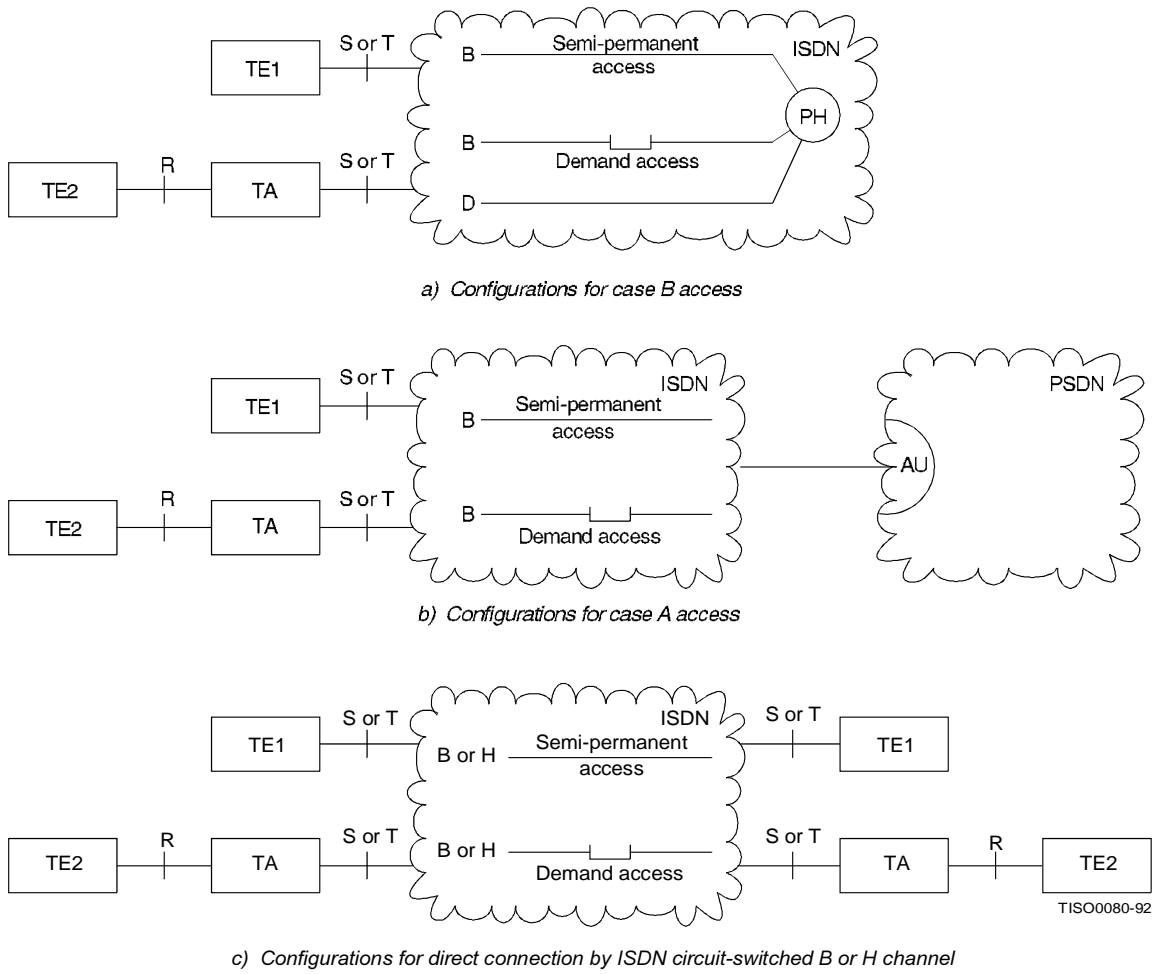 S or T
B
Semi-permanent
access
ISDN
TE1
PH
B
Demand access
R
S or T
TE2
TA
D
a) Configurations for case B access
S or T
ISDN
PSDN
TE1
B
Semi-permanent
access
AU
R
S or T
TE2
TA
B
Demand access
b) Configurations for case A access
S or T
ISDN
S or T
TE1
B or H
Semi-permanent
access
TE1
R
S or T
B or H
Demand access
S or T
R
TE2
TA
TA
TE2
TISO0080-92
c) Configurations for direct connection by ISDN circuit-switched B or H channel